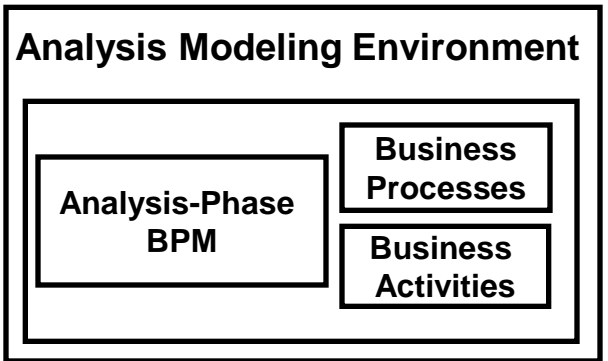 Analysis Modeling Environment
Analysis-Phase
BPM
Business
Processes
Business
Activities